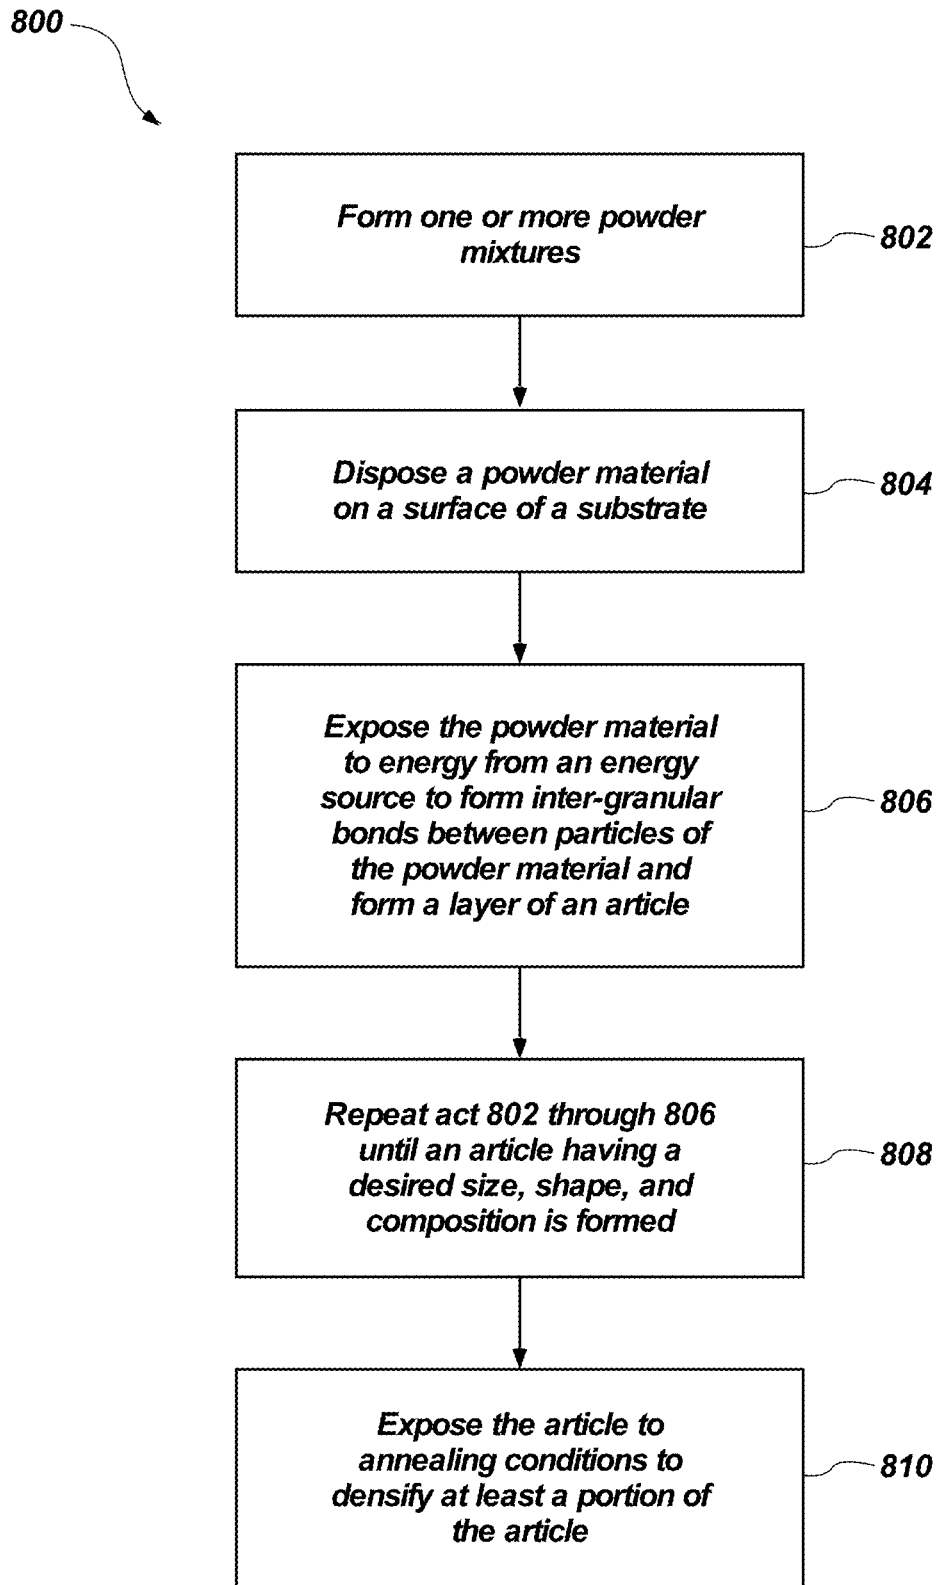 800
Form one or more powder
mixtures
802
Dispose a powder material
on a surface of a substrate
804
Expose the powder material
to energy from an energy
source to form inter-granular
bonds between particles of
the powder material and
form a layer of an article
806
Repeat act 802 through 806
until an article having a
desired size, shape, and
composition is formed
808
Expose the article to
annealing conditions to
densify at least a portion of
the article
810